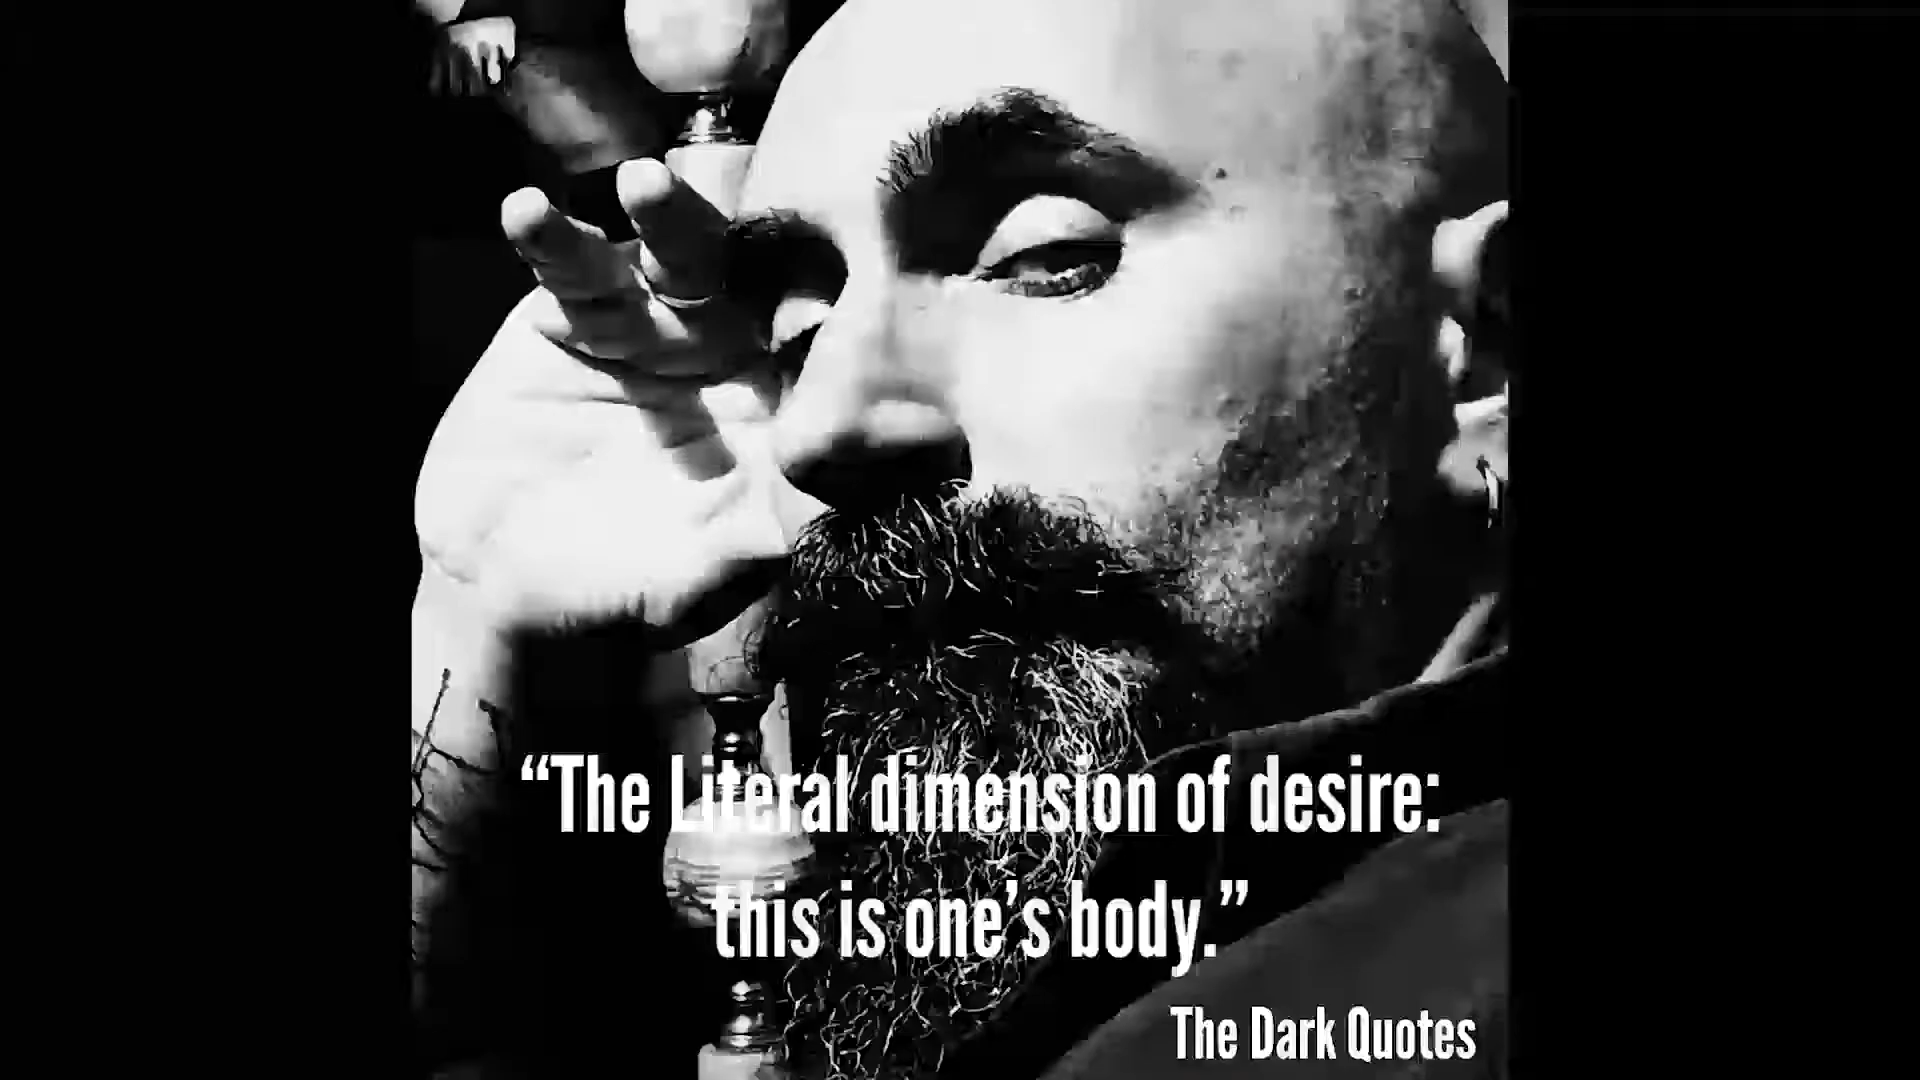 “The Literal dimension of desire:
this is one’s body.”
The Dark Quotes